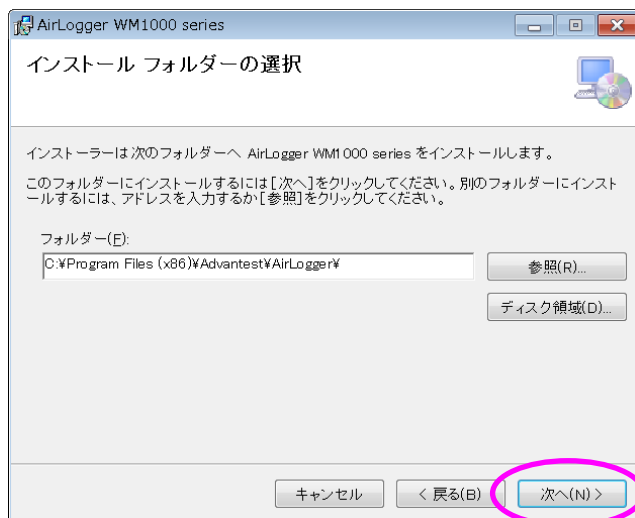 AirLogger WM1000 series
インストール フォルダーの選択
インストーラーは次のフォルダーへ AirLogger WM1000 series をインストールします。
このフォルダーにインストールするには[次へ]をクリックしてください。別のフォルダーにインスト
ールするには、アドレスを入力するか[参照]をクリックしてください。
フォルダー(F):
C:¥Program Files (x86)¥Advantest¥AirLogger¥
参照(R)...
ディスク領域(D)...
キャンセル
< 戻る(B)
次へ(N) >